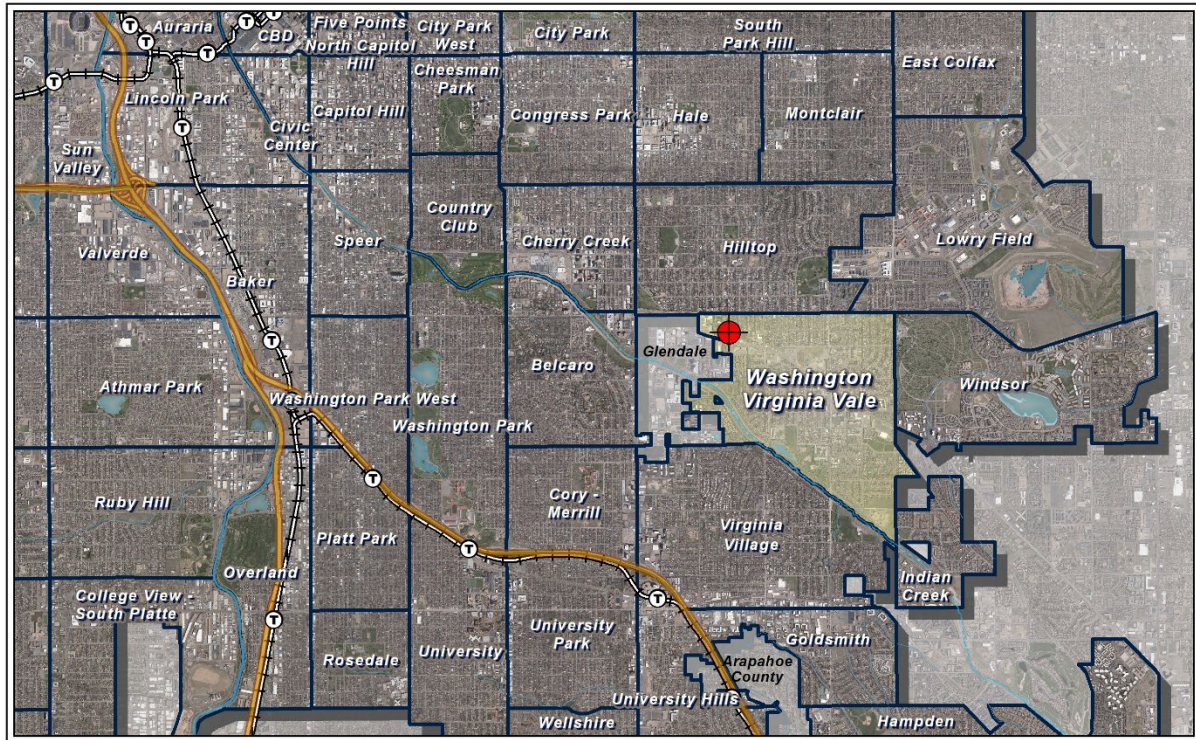 Auraria
CBD
Five Points
North Capitol
Hill
City Park
West
City Park
South
Park Hill
East Colfax
Lincoln Park
Civic
Center
Capitol Hill
Cheesman
Park
Congress Park
Hale
Montclair
Sun
Valley
Valverde
Baker
Speer
Country
Club
Cherry Creek
Hilltop
Lowry Field
Athmar Park
Washington Park West
Washington Park
Belcaro
Glendale
Washington
Virginia Vale
Windsor
Ruby Hill
Platt Park
Cory -
Merrill
Virginia
Village
Overland
College View -
South Platte
Rosedale
University
University
Park
Indian
Creek
Goldsmith
Arapahoe
County
University Hills
Wellshire
Hampden
T
T
T
T
T
T
T
T
T
T
T
T